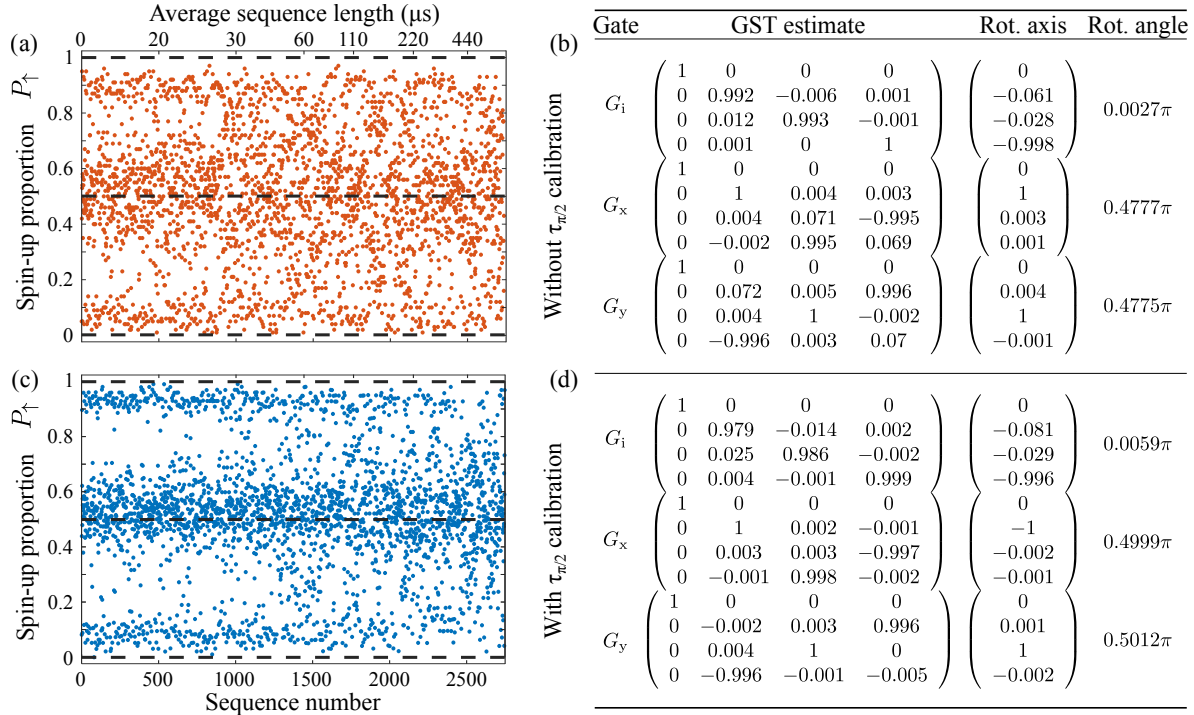 Average sequence length (μs)
(a)
0 20 30 60 110 220 440
1
P↑
0.8
0.6
0.4
0.2
0
Spin-up proportion
(c)
1
P↑
0.8
0.6
0.4
0.2
0
Spin-up proportion
0 500 1000 1500 2000 2500
Sequence number
(b)
Gate GST estimate Rot. axis Rot. angle
Without τπ/2 calibration
1 0 0 0 0
Gi 0 0.992 −0.006 0.001 −0.061 0.0027π
0 0.012 0.993 −0.001 −0.028
0 0.001 0 1 −0.998
1 0 0 0 0
Gx 0 1 0.004 0.003 1 0.4777π
0 0.004 0.071 −0.995 0.003
0 −0.002 0.995 0.069 0.001
1 0 0 0 0
Gy 0 0.072 0.005 0.996 0.004 0.4775π
0 0.004 1 −0.002 1
0 −0.996 0.003 0.07 −0.001
(d)
With τπ/2 calibration
1 0 0 0 0
Gi 0 0.979 −0.014 0.002 −0.081 0.0059π
0 0.025 0.986 −0.002 −0.029
0 0.004 −0.001 0.999 −0.996
1 0 0 0 0
Gx 0 1 0.002 −0.001 −1 0.4999π
0 0.003 0.003 −0.997 −0.002
0 −0.001 0.998 −0.002 −0.001
1 0 0 0 0
Gy 0 −0.002 0.003 0.996 0.001 0.5012π
0 0.004 1 0 1
0 −0.996 −0.001 −0.005 −0.002